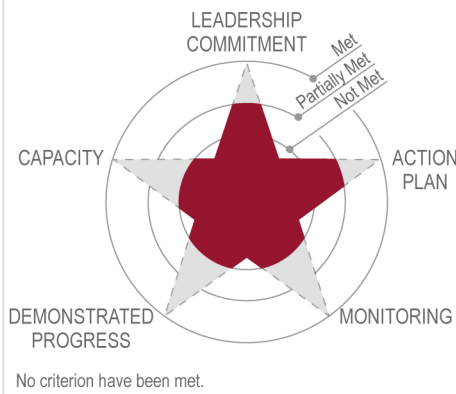 LEADERSHIP
COMMITMENT
Met
Partially Met
Not Met
CAPACITY
ACTION
PLAN
DEMONSTRATED
PROGRESS
MONITORING
No criterion have been met.